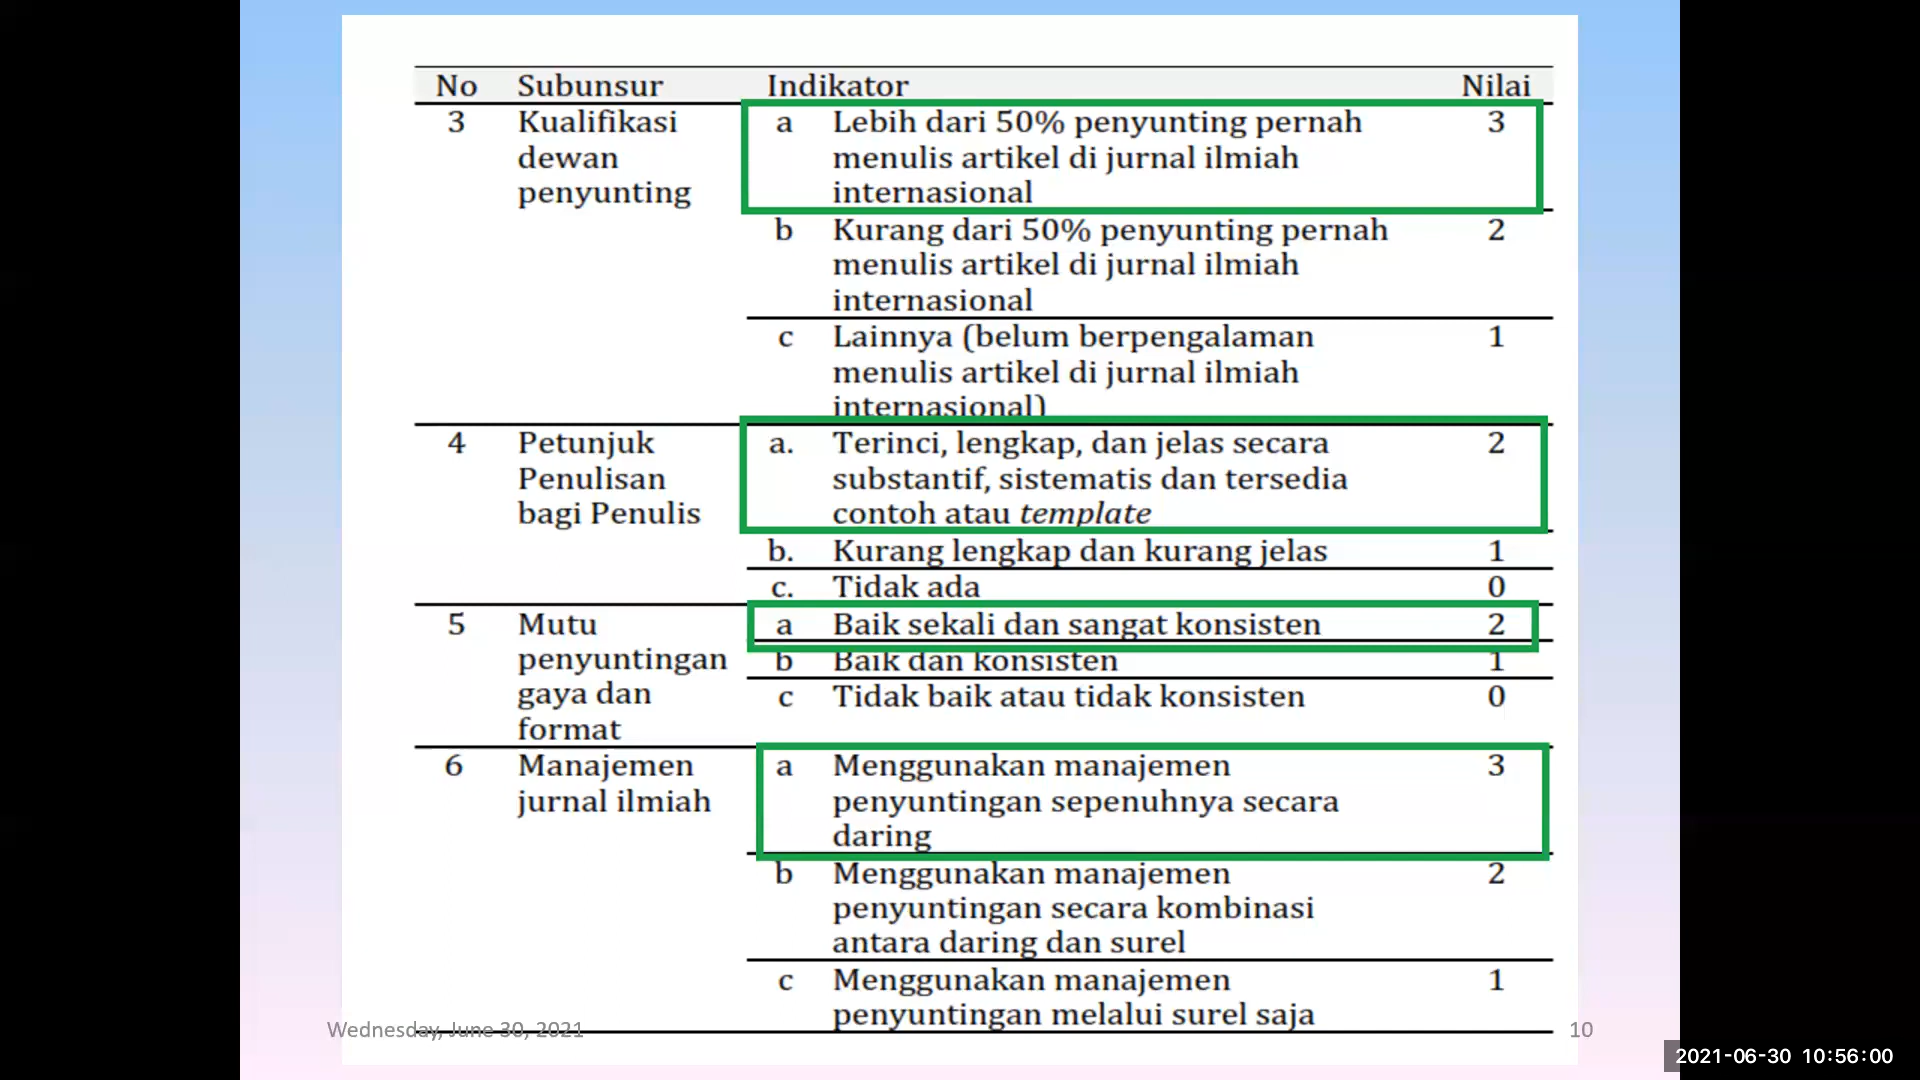 No Subunsur Indikator Nilai
3 Kualifikasi a Lebih dari 50% penyunting pernah 3
dewan menulis artikel di jurnal ilmiah
penyunting internasional
b Kurang dari 50% penyunting pernah 2
menulis artikel di jurnal ilmiah
internasional
c Lainnya (belum berpengalaman 1
menulis artikel di jurnal ilmiah
internasional)
4 Petunjuk a. Terinci, lengkap, dan jelas secara 2
Penulisan substantif, sistematis dan tersedia
bagi Penulis contoh atau template
b. Kurang lengkap dan kurang jelas 1
c. Tidak ada 0
5 Mutu a Baik sekali dan sangat konsisten 2
penyuntingan b Baik dan konsisten 1
gaya dan c Tidak baik atau tidak konsisten 0
format
6 Manajemen a Menggunakan manajemen 3
jurnal ilmiah penyuntingan sepenuhnya secara
daring
b Menggunakan manajemen 2
penyuntingan secara kombinasi
antara daring dan surel
c Menggunakan manajemen 1
penyuntingan melalui surel saja
Wednesday, June 30, 2021 10
2021-06-30 10:56:00